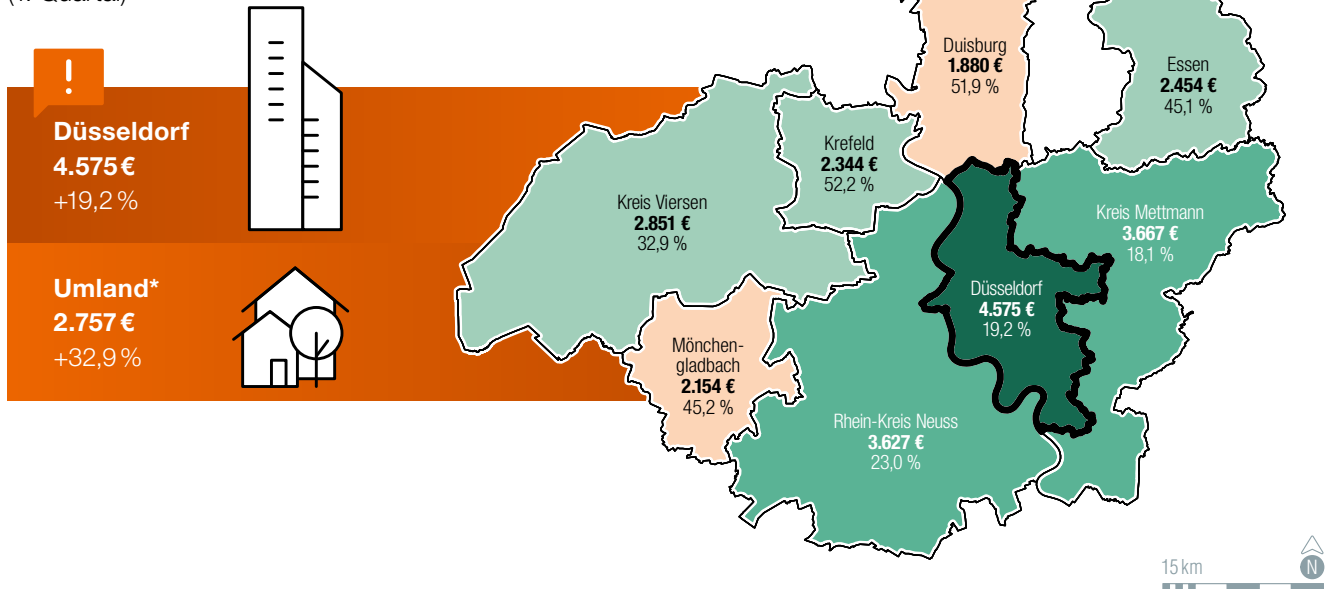 !
Düsseldorf
4.575 €
+19,2 %
Umland*
2.757 €
+32,9 %
Duisburg
1.880 €
51,9 %
Essen
2.454 €
45,1 %
Krefeld
2.344 €
52,2 %
Kreis Viersen
2.851 €
32,9 %
Kreis Mettmann
3.667 €
18,1 %
Düsseldorf
4.575 €
19,2 %
Mönchen-
gladbach
2.154 €
45,2 %
Rhein-Kreis Neuss
3.627 €
23,0 %
15 km
N